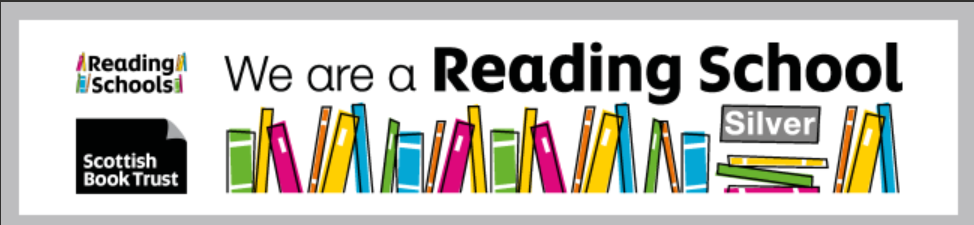 Reading
Schools
Scottish
Book Trust
We are a Reading School
Silver